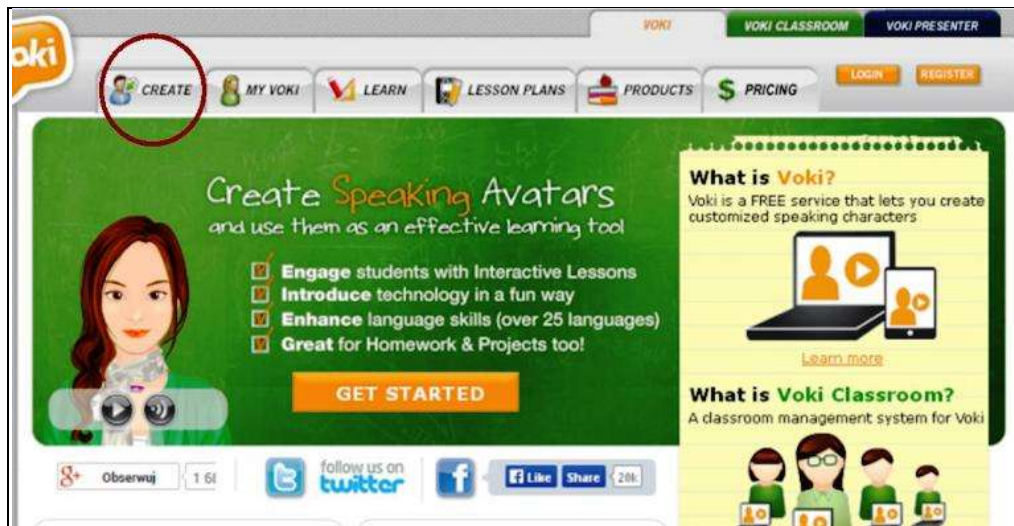 oki
VOKI
VOKI CLASSROOM
VOKI PRESENTER
CREATE
MY VOKI
LEARN
LESSON PLANS
PRODUCTS
$ PRICING
LOGIN
REGISTER
Create Speaking Avatars
and use them as an effective learning tool
Engage students with Interactive Lessons
Introduce technology in a fun way
Enhance language skills (over 25 languages)
Great for Homework & Projects too!
GET STARTED
What is Voki?
Voki is a FREE service that lets you create
customized speaking characters
Learn more
What is Voki Classroom?
A classroom management system for Voki
g+ Obserwuj
follow us on
twitter
f Like
Share
20k